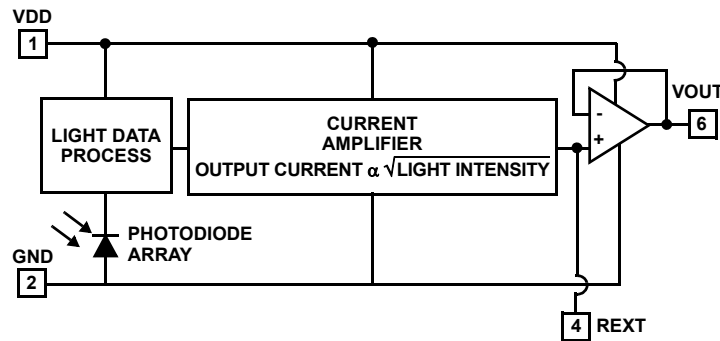 VDD
1
LIGHT DATA
PROCESS
CURRENT
AMPLIFIER
OUTPUT CURRENT α √LIGHT INTENSITY
-
+
VOUT
6
PHOTODIODE
ARRAY
GND
2
4
REXT